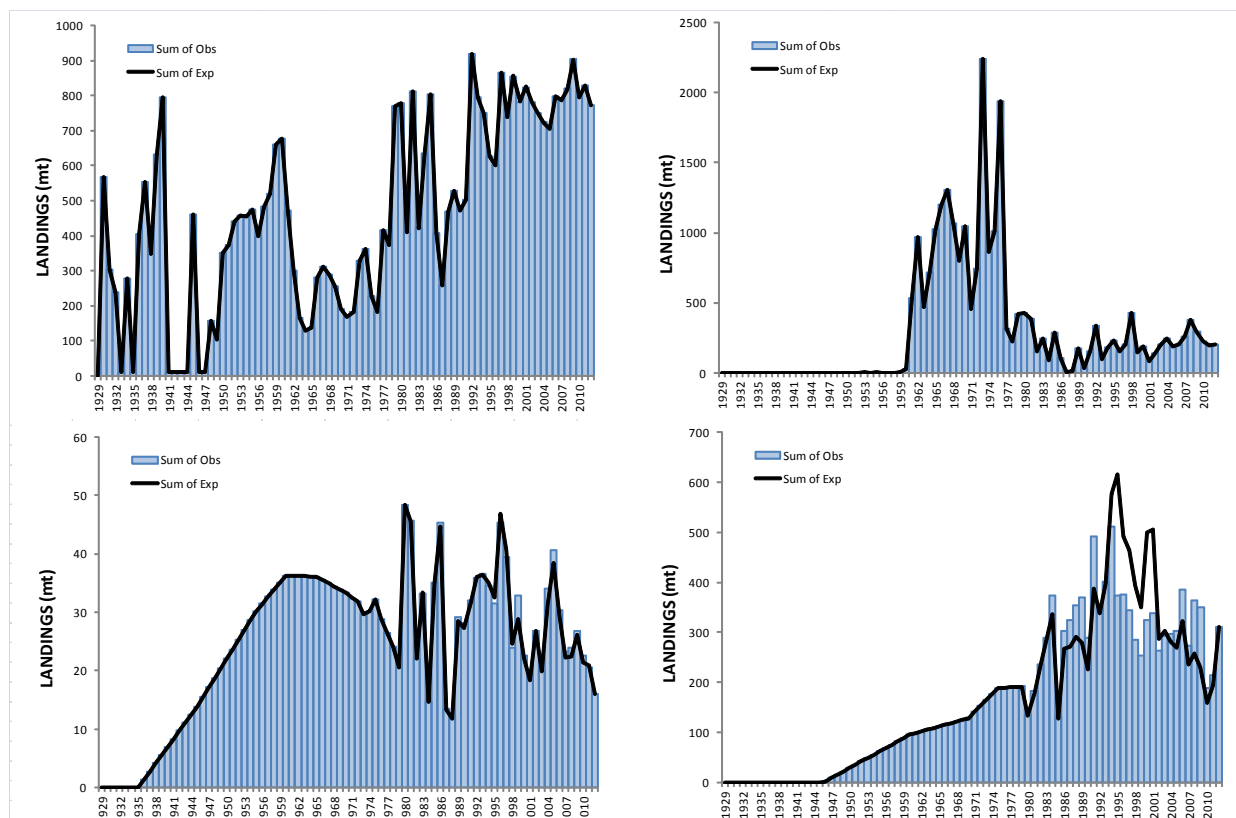 1000
900
800
700
600
500
400
300
200
100
0
LANDINGS (mt)
Sum of Obs
Sum of Exp
1929 1932 1935 1938 1941 1944 1947 1950 1953 1956 1959 1962 1965 1968 1971 1974 1977 1980 1983 1986 1989 1992 1995 1998 2001 2004 2007 2010
2500
2000
1500
1000
500
0
LANDINGS (mt)
Sum of Obs
Sum of Exp
1929 1932 1935 1938 1941 1944 1947 1950 1953 1956 1959 1962 1965 1968 1971 1974 1977 1980 1983 1986 1989 1992 1995 1998 2001 2004 2007 2010
60
50
40
30
20
10
0
LANDINGS (mt)
Sum of Obs
Sum of Exp
929 932 935 938 941 944 947 950 953 956 959 962 965 968 971 974 977 980 983 986 989 992 995 998 001 004 007 010
700
600
500
400
300
200
100
0
LANDINGS (mt)
Sum of Obs
Sum of Exp
1929 1932 1935 1938 1941 1944 1947 1950 1953 1956 1959 1962 1965 1968 1971 1974 1977 1980 1983 1986 1989 1992 1995 1998 2001 2004 2007 2010